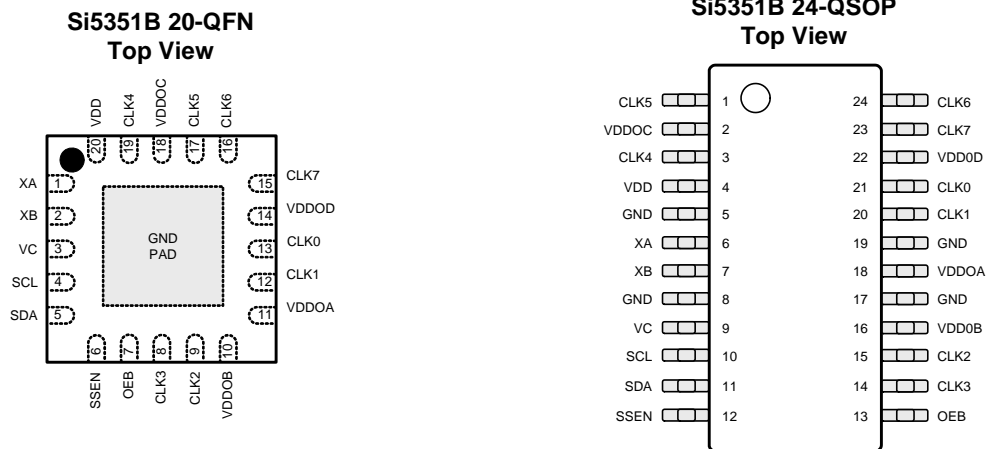 Si5351B 20-QFN
Top View
VDD
CLK4
VDDOC
CLK5
CLK6
20
19
18
17
16
XA 1
XB 2
VC 3
SCL 4
SDA 5
GND
PAD
15 CLK7
14 VDDOD
13 CLK0
12 CLK1
11 VDDOA
6
7
8
9
10
SSEN
OEB
CLK3
CLK2
VDDOB
Si5351B 24-QSOP
Top View
CLK5 1 24 CLK6
VDDOC 2 23 CLK7
CLK4 3 22 VDD0D
VDD 4 21 CLK0
GND 5 20 CLK1
XA 6 19 GND
XB 7 18 VDDOA
GND 8 17 GND
VC 9 16 VDD0B
SCL 10 15 CLK2
SDA 11 14 CLK3
SSEN 12 13 OEB